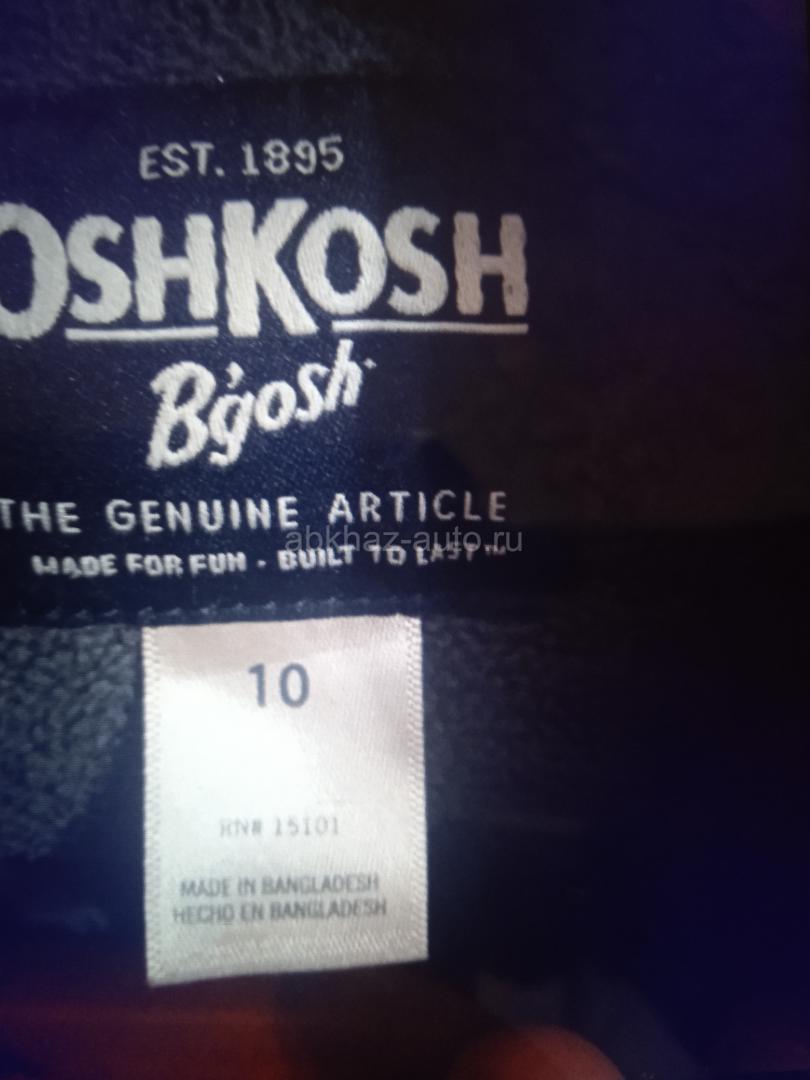 EST. 1895
OSHKOSH
B'gosh
THE GENUINE ARTICLE
abkhaz-auto.ru
MADE FOR FUN · BUILT TO LAST™
10
RN# 15101
MADE IN BANGLADESH
HECHO EN BANGLADESH